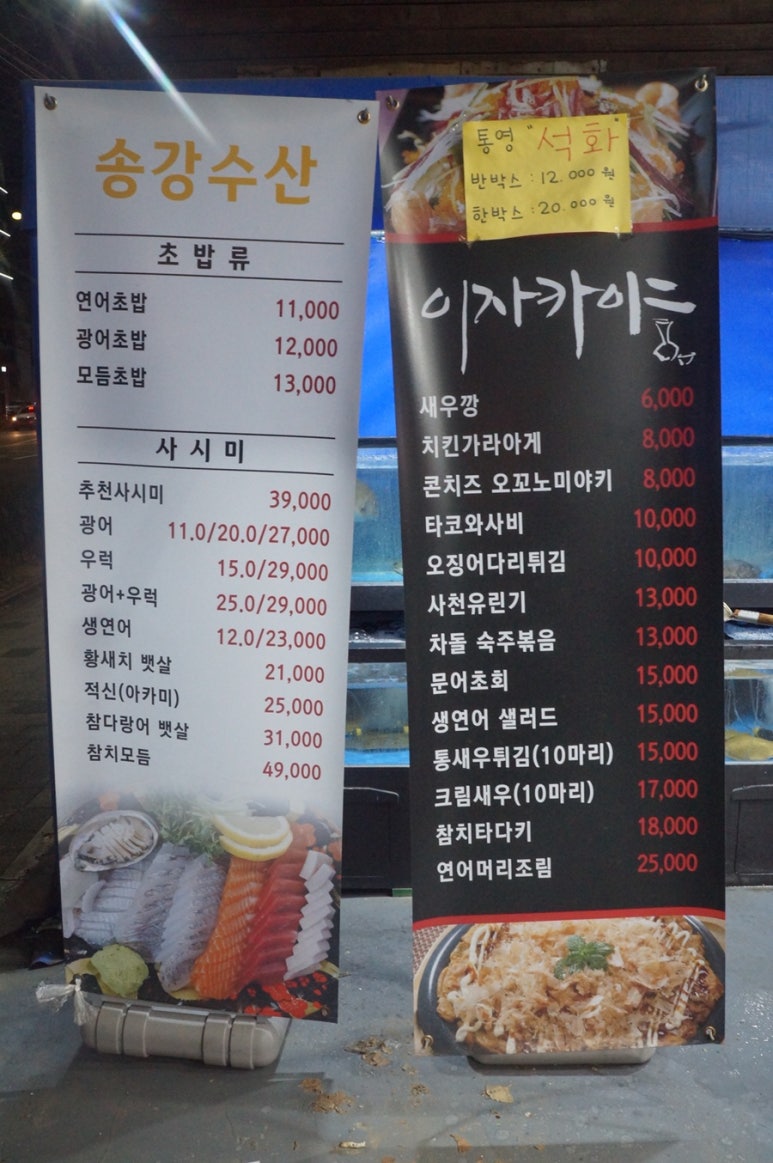 송강수산
초밥류
연어초밥 11,000
광어초밥 12,000
모듬초밥 13,000
사시미
추천사시미 39,000
광어 11.0/20.0/27,000
우럭 15.0/29,000
광어+우럭 25.0/29,000
생연어 12.0/23,000
황새치 뱃살 21,000
적신(아카미) 25,000
참다랑어 뱃살 31,000
참치모듬 49,000
통영 "석화"
반박스 : 12.000원
한박스 : 20.000원
이자카야
새우깡 6,000
치킨가라아게 8,000
콘치즈 오꼬노미야키 8,000
타코와사비 10,000
오징어다리튀김 10,000
사천유린기 13,000
차돌 숙주볶음 13,000
문어초회 15,000
생연어 샐러드 15,000
통새우튀김(10마리) 15,000
크림새우(10마리) 17,000
참치타다키 18,000
연어머리조림 25,000